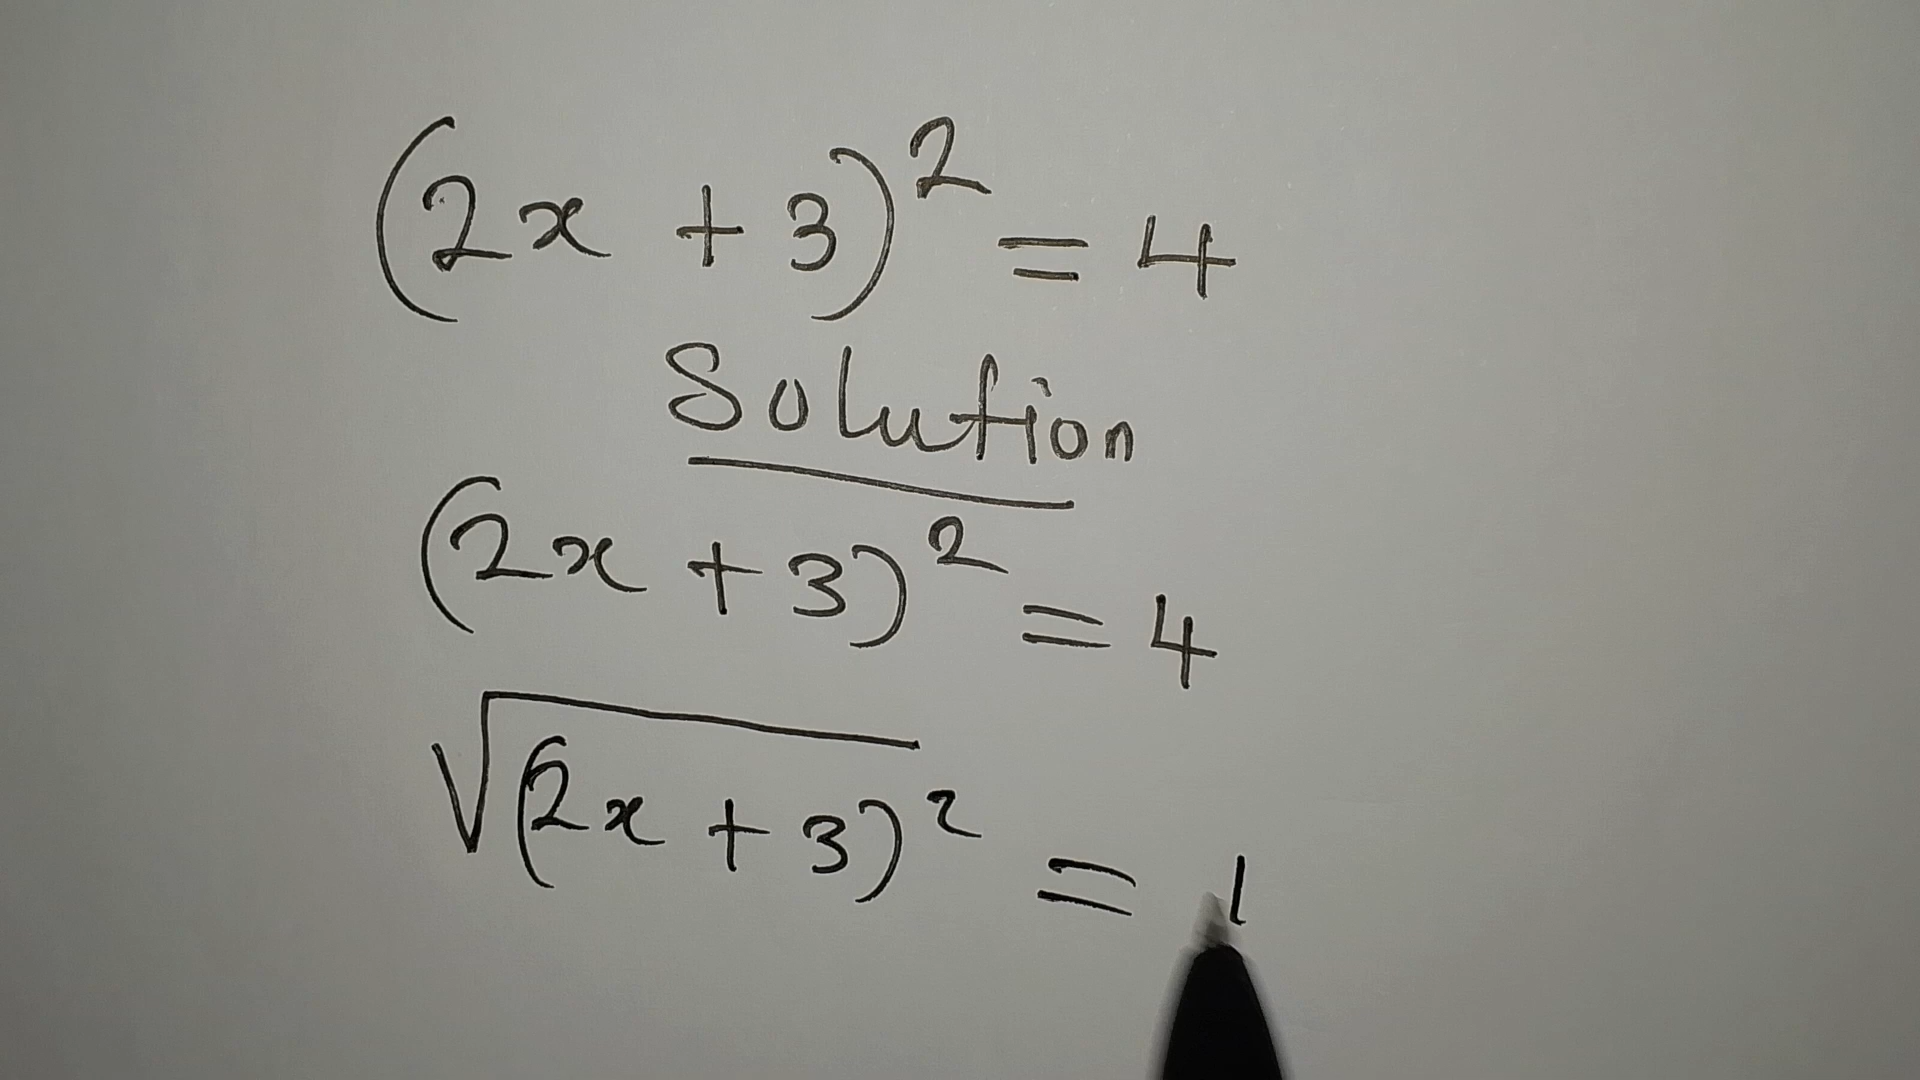 (2x + 3)² = 4
Solution
(2x + 3)² = 4
√(2x + 3)² =